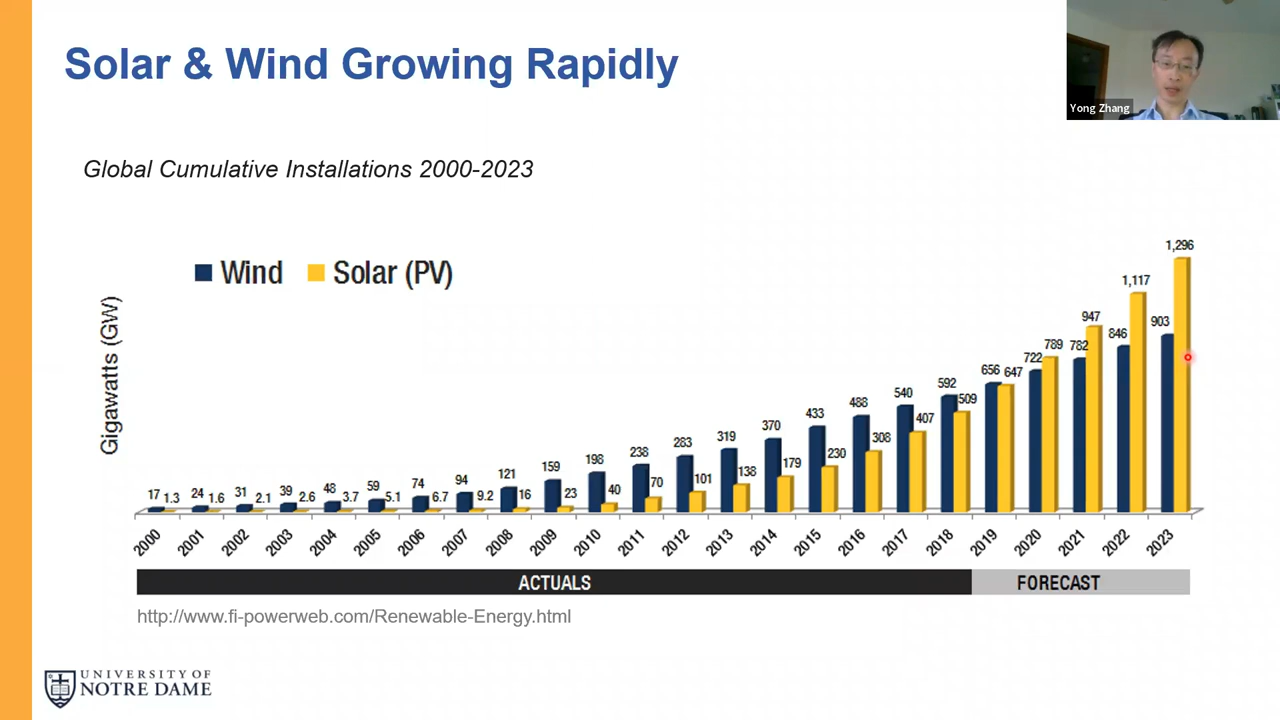 Solar & Wind Growing Rapidly
Yong Zhang
Global Cumulative Installations 2000-2023
Wind Solar (PV)
Gigawatts (GW)
17 1.3 24 1.6 31 2.1 39 2.6 48 3.7 59 5.1 74 6.7 94 9.2 121 16 159 23 198 40 238 70 283 101 319 138 370 179 433 230 488 308 540 407 592 509 656 647 722 789 782 947 846 1,117 903 1,296
2000 2001 2002 2003 2004 2005 2006 2007 2008 2009 2010 2011 2012 2013 2014 2015 2016 2017 2018 2019 2020 2021 2022 2023
ACTUALS FORECAST
http://www.fi-powerweb.com/Renewable-Energy.html
UNIVERSITY OF
NOTRE DAME